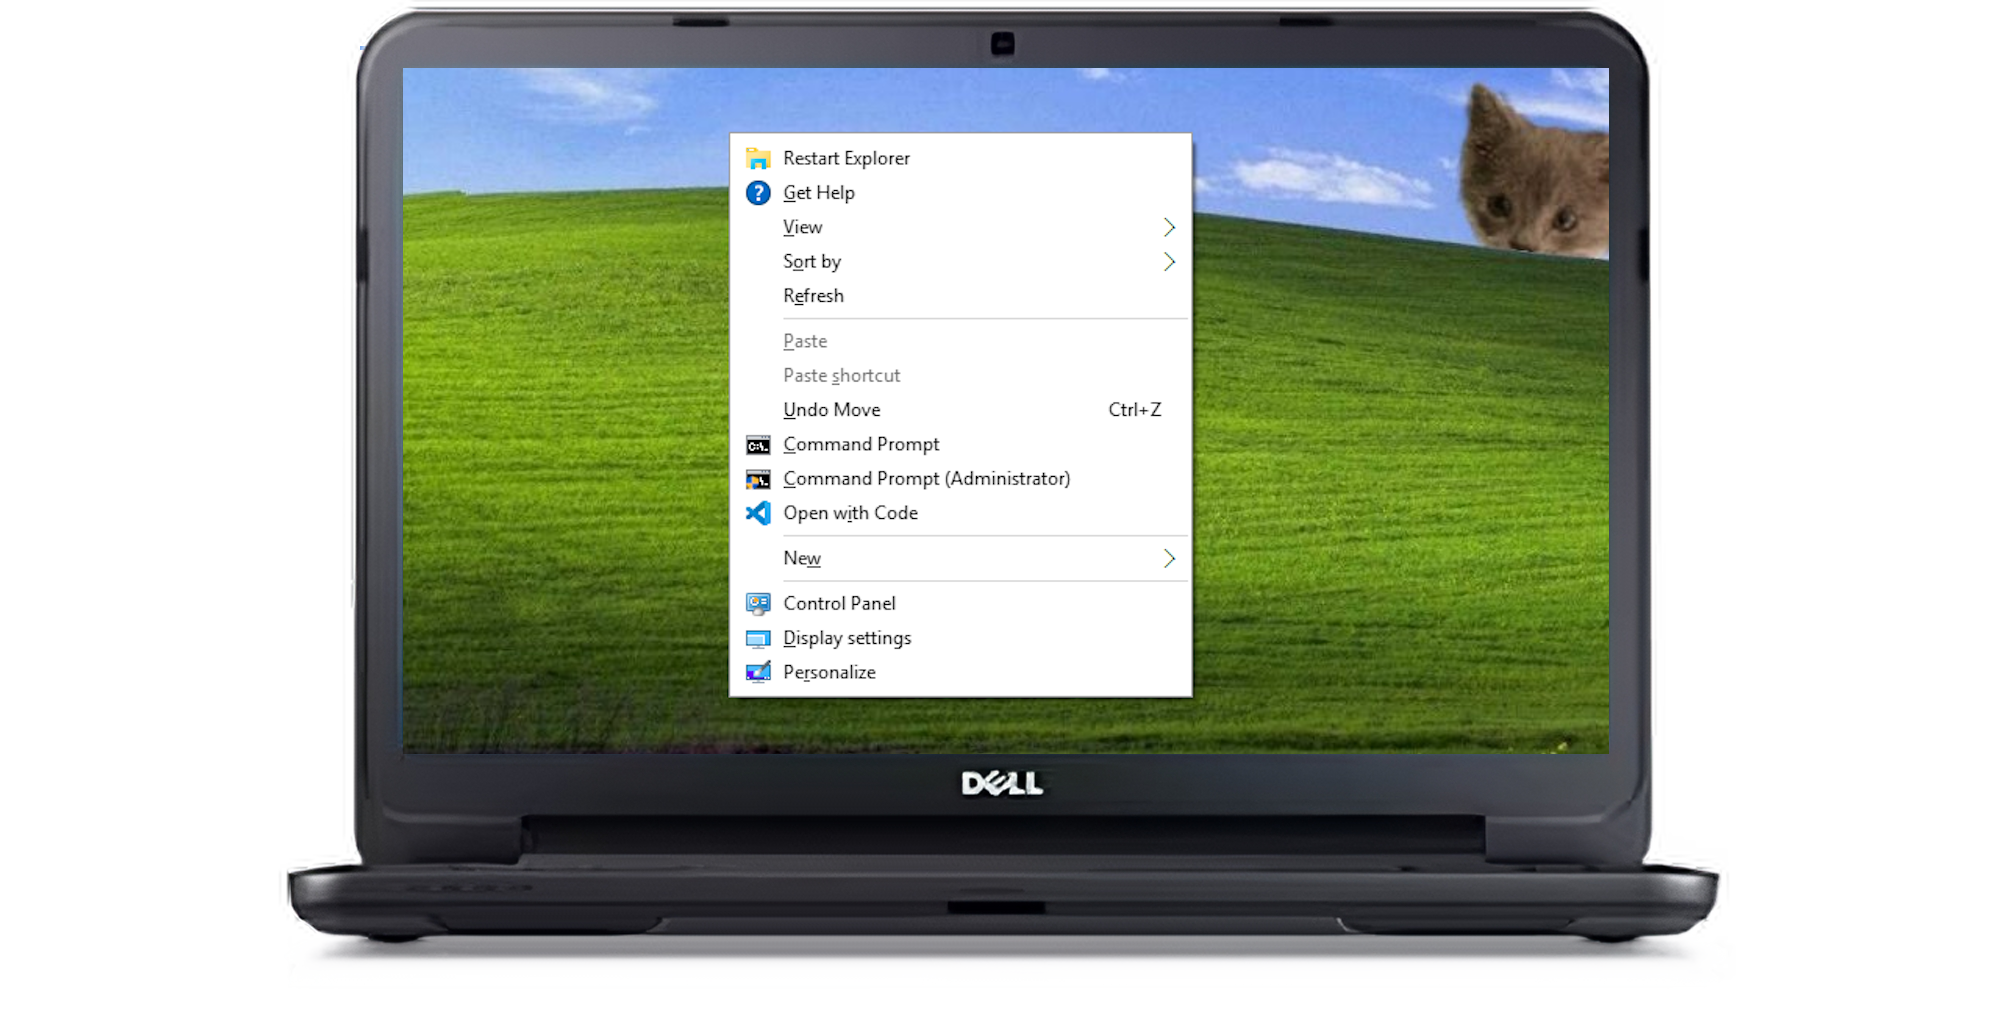 Restart Explorer
Get Help
View
Sort by
Refresh
Paste
Paste shortcut
Undo Move Ctrl+Z
Command Prompt
Command Prompt (Administrator)
Open with Code
New
Control Panel
Display settings
Personalize
DELL